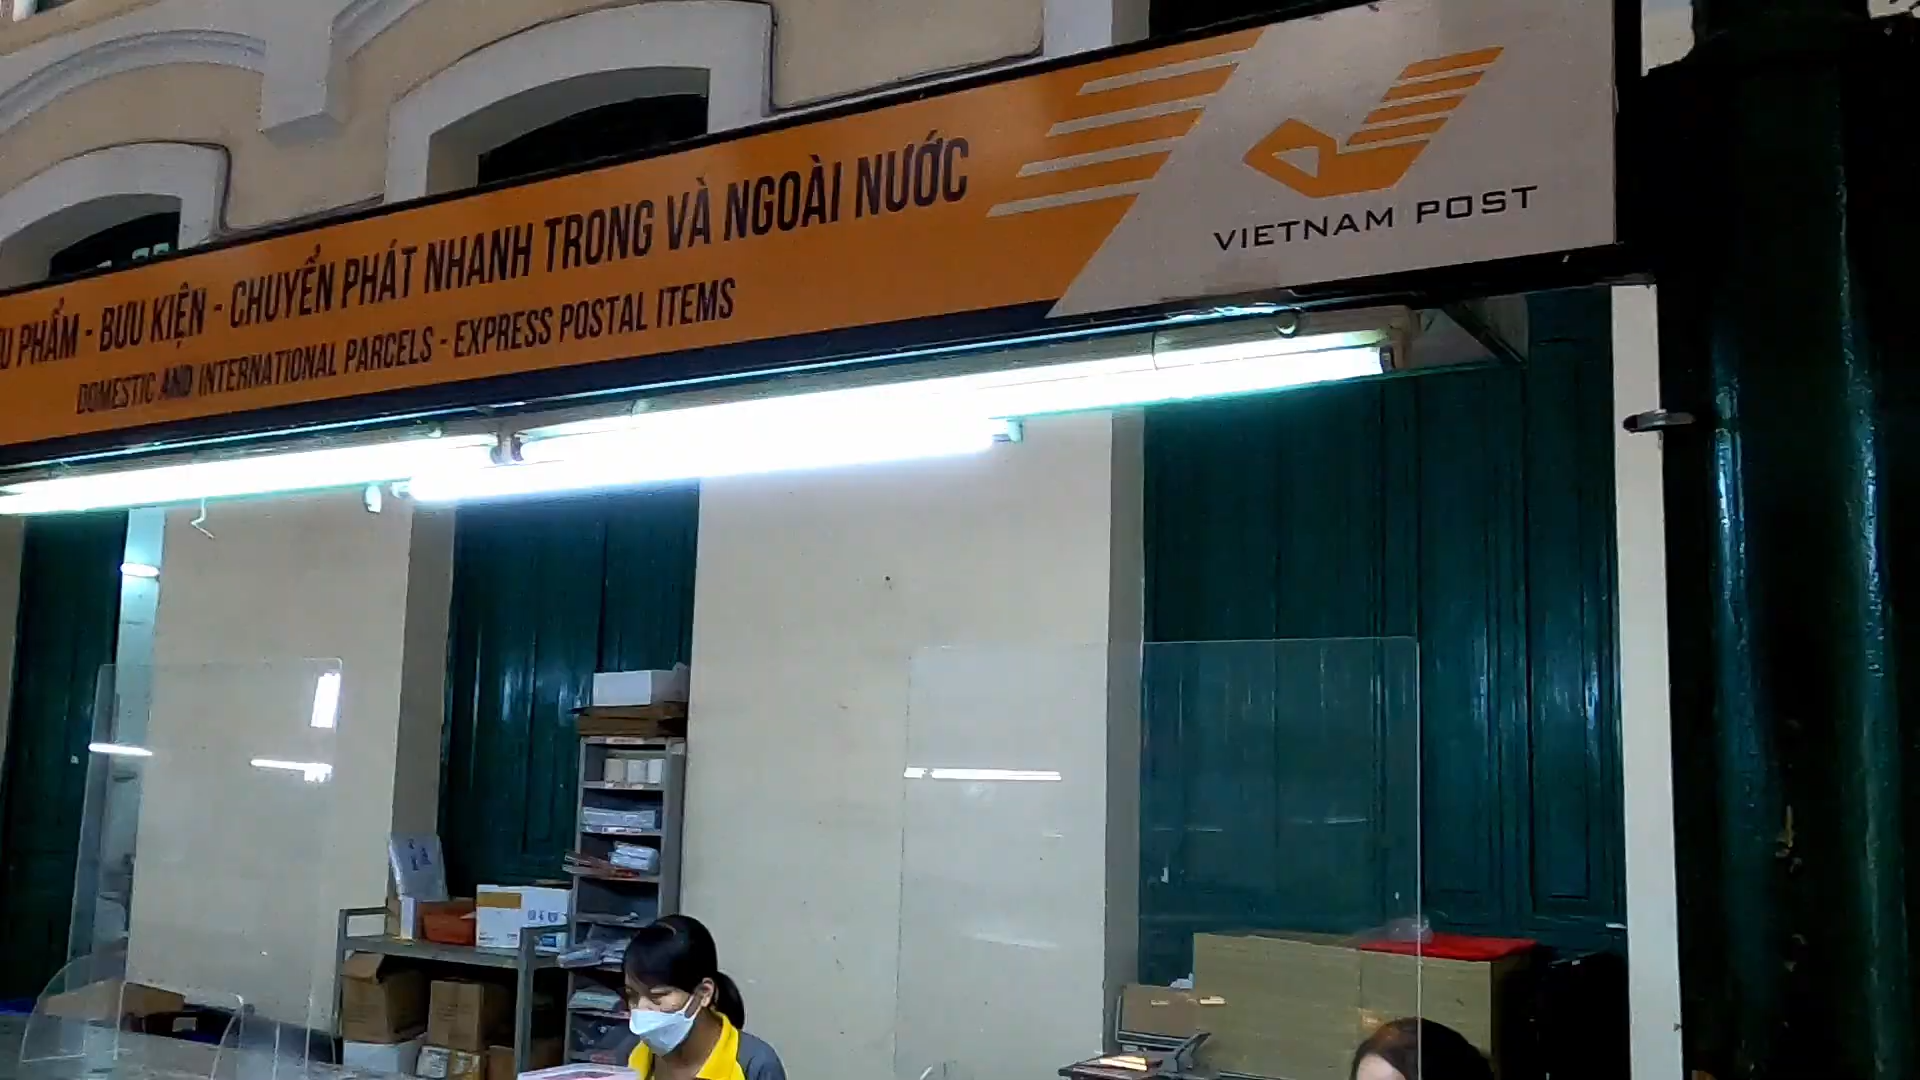 PHẨM - BƯU KIỆN - CHUYỂN PHÁT NHANH TRONG VÀ NGOÀI NƯỚC
DOMESTIC AND INTERNATIONAL PARCELS - EXPRESS POSTAL ITEMS
VIETNAM POST